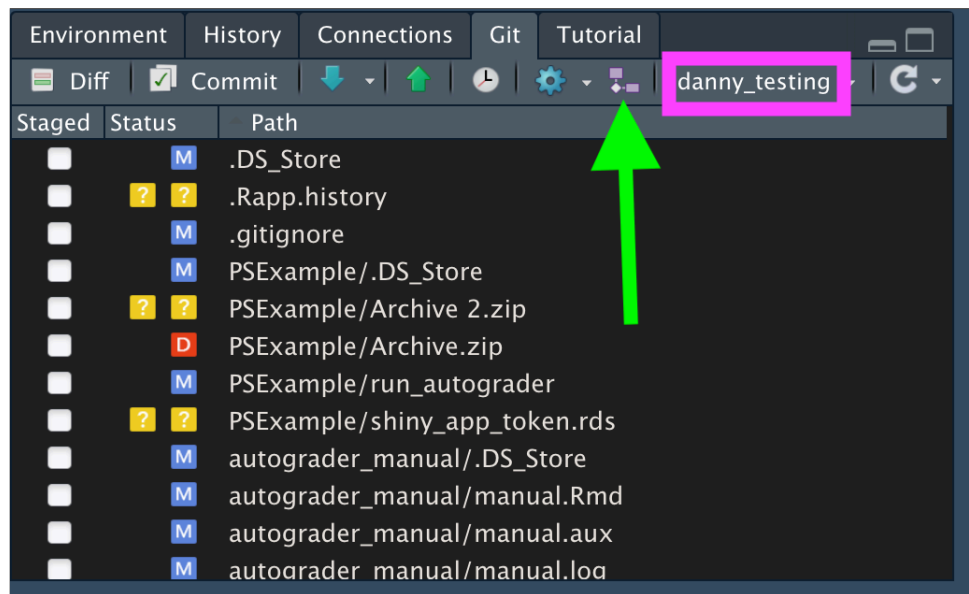 Environment History Connections Git Tutorial
Diff Commit danny_testing
Staged Status Path
M .DS_Store
? ? .Rapp.history
M .gitignore
M PSExample/.DS_Store
? ? PSExample/Archive 2.zip
D PSExample/Archive.zip
M PSExample/run_autograder
? ? PSExample/shiny_app_token.rds
M autograder_manual/.DS_Store
M autograder_manual/manual.Rmd
M autograder_manual/manual.aux
M autograder_manual/manual.log